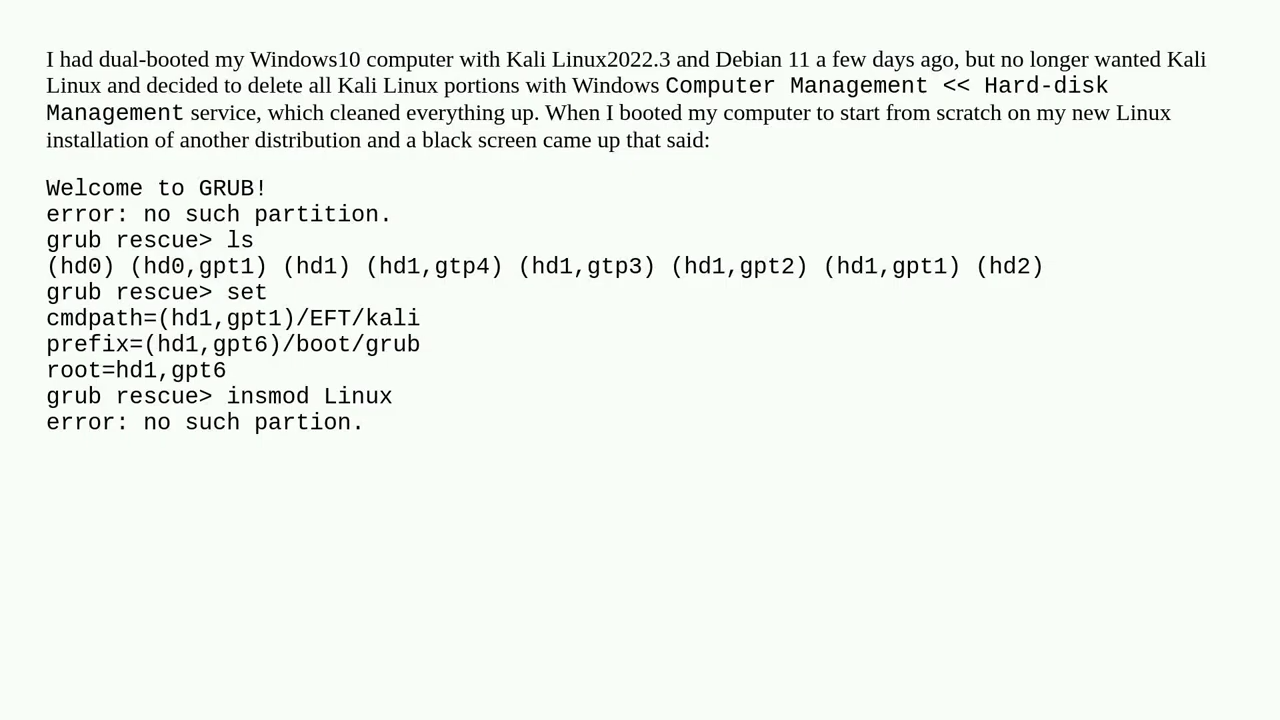 I had dual-booted my Windows10 computer with Kali Linux2022.3 and Debian 11 a few days ago, but no longer wanted Kali
Linux and decided to delete all Kali Linux portions with Windows Computer Management << Hard-disk
Management service, which cleaned everything up. When I booted my computer to start from scratch on my new Linux
installation of another distribution and a black screen came up that said:
Welcome to GRUB!
error: no such partition.
grub rescue> ls
(hd0) (hd0,gpt1) (hd1) (hd1,gtp4) (hd1,gtp3) (hd1,gpt2) (hd1,gpt1) (hd2)
grub rescue> set
cmdpath=(hd1,gpt1)/EFT/kali
prefix=(hd1,gpt6)/boot/grub
root=hd1,gpt6
grub rescue> insmod Linux
error: no such partion.